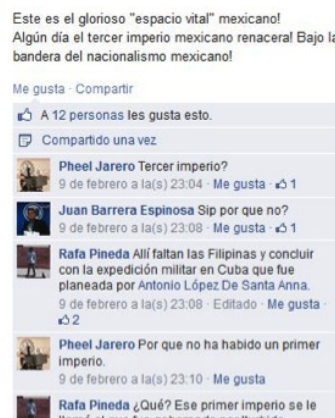 Este es el glorioso "espacio vital" mexicano!
Algún día el tercer imperio mexicano renacera! Bajo la
bandera del nacionalismo mexicano!
Me gusta · Compartir
A 12 personas les gusta esto.
Compartido una vez
Pheel Jarero Tercer imperio?
9 de febrero a la(s) 23:04 · Me gusta · 1
Juan Barrera Espinosa Sip por que no?
9 de febrero a la(s) 23:08 · Me gusta · 1
Rafa Pineda Allí faltan las Filipinas y concluir
con la expedición militar en Cuba que fue
planeada por Antonio López De Santa Anna.
9 de febrero a la(s) 23:08 · Editado · Me gusta ·
2
Pheel Jarero Por que no ha habido un primer
imperio.
9 de febrero a la(s) 23:10 · Me gusta
Rafa Pineda ¿Qué? Ese primer imperio se le